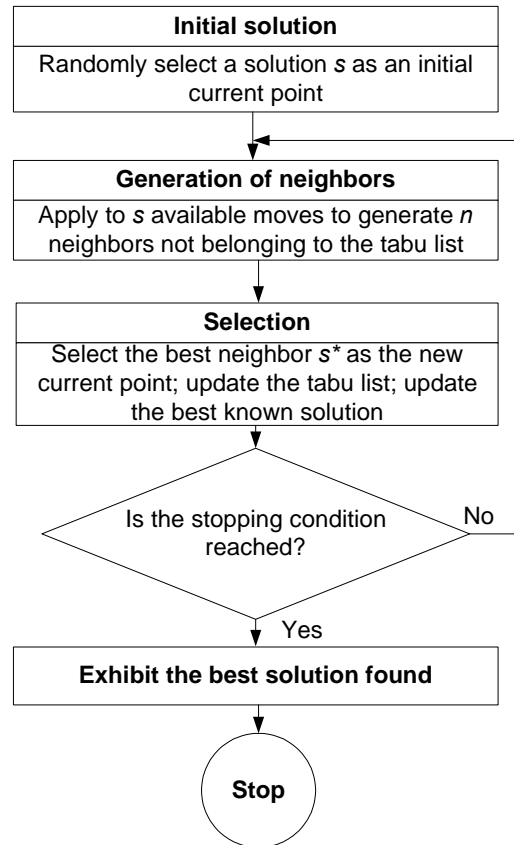 Initial solution
Randomly select a solution s as an initial
current point
Generation of neighbors
Apply to s available moves to generate n
neighbors not belonging to the tabu list
Selection
Select the best neighbor s* as the new
current point; update the tabu list; update
the best known solution
Is the stopping condition
reached?
No
Yes
Exhibit the best solution found
Stop